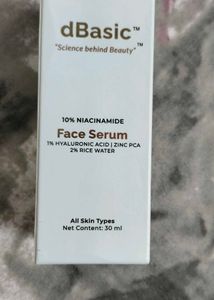 dBasic™
"Science behind Beauty"™
10% NIACINAMIDE
Face Serum
1% HYALURONIC ACID | ZINC PCA
2% RICE WATER
All Skin Types
Net Content: 30 ml